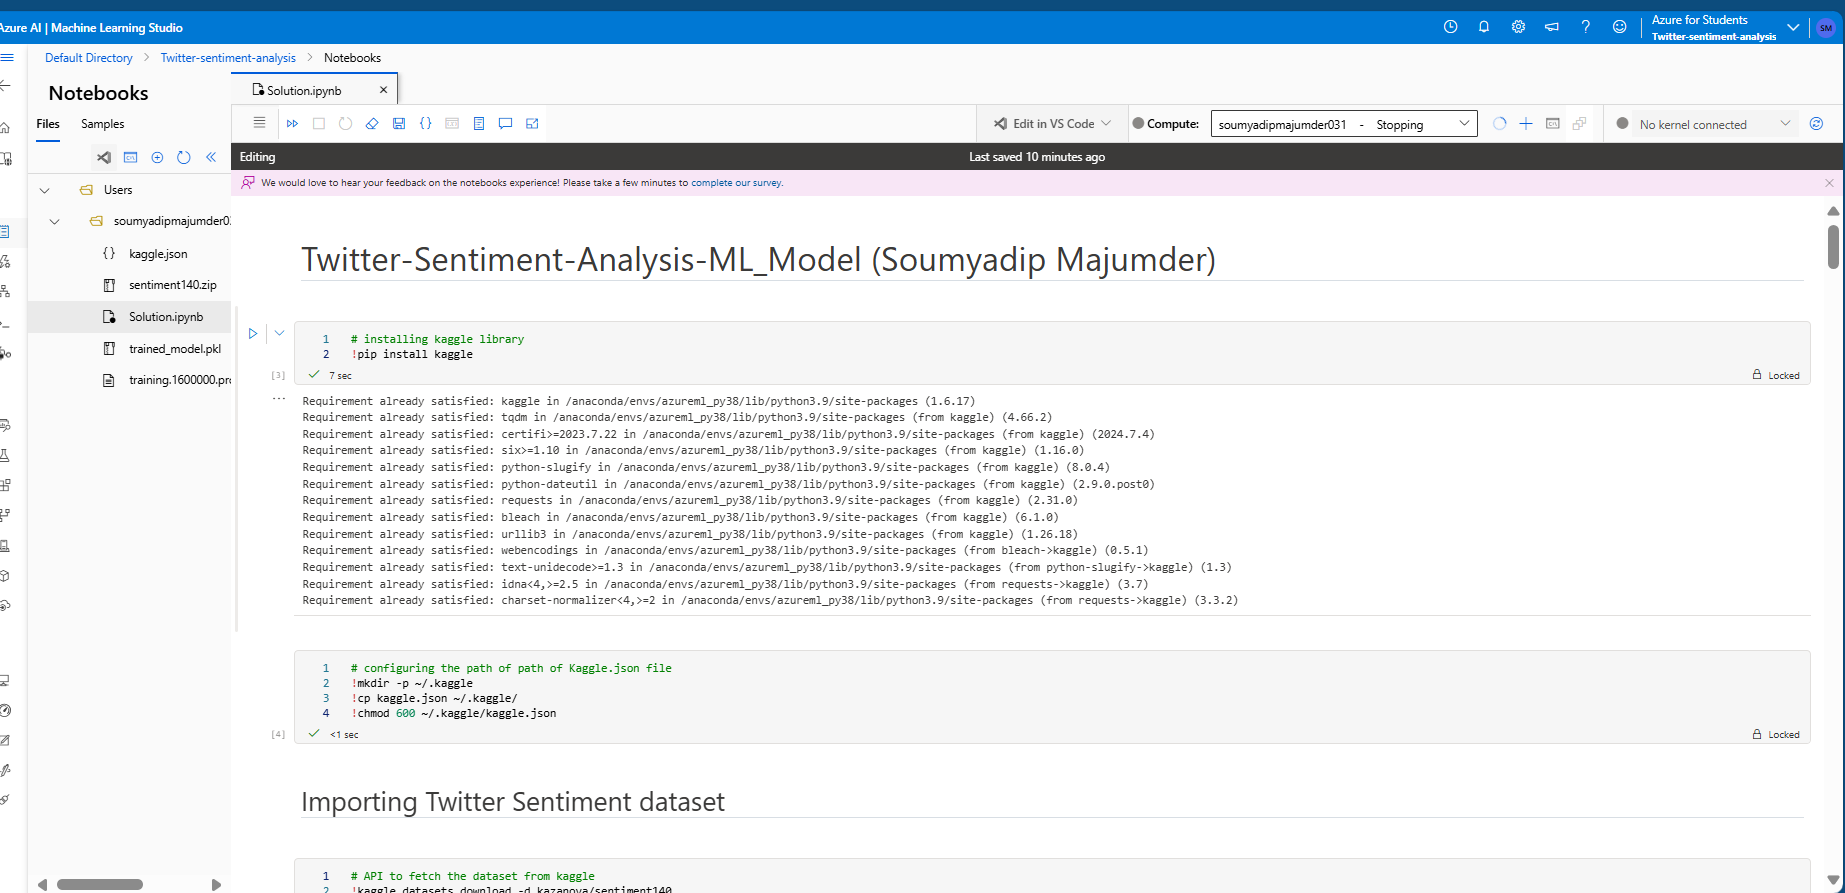 Azure AI | Machine Learning Studio
Azure for Students
Twitter-sentiment-analysis
SM
Default Directory > Twitter-sentiment-analysis > Notebooks
Notebooks
Files Samples
Users
soumyadipmajumder0
kaggle.json
sentiment140.zip
Solution.ipynb
trained_model.pkl
training.1600000.pro
Solution.ipynb
Edit in VS Code
Compute: soumyadipmajumder031 - Stopping
No kernel connected
Editing
Last saved 10 minutes ago
We would love to hear your feedback on the notebooks experience! Please take a few minutes to complete our survey.
Twitter-Sentiment-Analysis-ML_Model (Soumyadip Majumder)
1 # installing kaggle library
2 !pip install kaggle
[3] 7 sec Locked
Requirement already satisfied: kaggle in /anaconda/envs/azureml_py38/lib/python3.9/site-packages (1.6.17)
Requirement already satisfied: tqdm in /anaconda/envs/azureml_py38/lib/python3.9/site-packages (from kaggle) (4.66.2)
Requirement already satisfied: certifi>=2023.7.22 in /anaconda/envs/azureml_py38/lib/python3.9/site-packages (from kaggle) (2024.7.4)
Requirement already satisfied: six>=1.10 in /anaconda/envs/azureml_py38/lib/python3.9/site-packages (from kaggle) (1.16.0)
Requirement already satisfied: python-slugify in /anaconda/envs/azureml_py38/lib/python3.9/site-packages (from kaggle) (8.0.4)
Requirement already satisfied: python-dateutil in /anaconda/envs/azureml_py38/lib/python3.9/site-packages (from kaggle) (2.9.0.post0)
Requirement already satisfied: requests in /anaconda/envs/azureml_py38/lib/python3.9/site-packages (from kaggle) (2.31.0)
Requirement already satisfied: bleach in /anaconda/envs/azureml_py38/lib/python3.9/site-packages (from kaggle) (6.1.0)
Requirement already satisfied: urllib3 in /anaconda/envs/azureml_py38/lib/python3.9/site-packages (from kaggle) (1.26.18)
Requirement already satisfied: webencodings in /anaconda/envs/azureml_py38/lib/python3.9/site-packages (from bleach->kaggle) (0.5.1)
Requirement already satisfied: text-unidecode>=1.3 in /anaconda/envs/azureml_py38/lib/python3.9/site-packages (from python-slugify->kaggle) (1.3)
Requirement already satisfied: idna<4,>=2.5 in /anaconda/envs/azureml_py38/lib/python3.9/site-packages (from requests->kaggle) (3.7)
Requirement already satisfied: charset-normalizer<4,>=2 in /anaconda/envs/azureml_py38/lib/python3.9/site-packages (from requests->kaggle) (3.3.2)
1 # configuring the path of path of Kaggle.json file
2 !mkdir -p ~/.kaggle
3 !cp kaggle.json ~/.kaggle/
4 !chmod 600 ~/.kaggle/kaggle.json
[4] <1 sec Locked
Importing Twitter Sentiment dataset
1 # API to fetch the dataset from kaggle
2 !kaggle datasets download -d kazanova/sentiment140